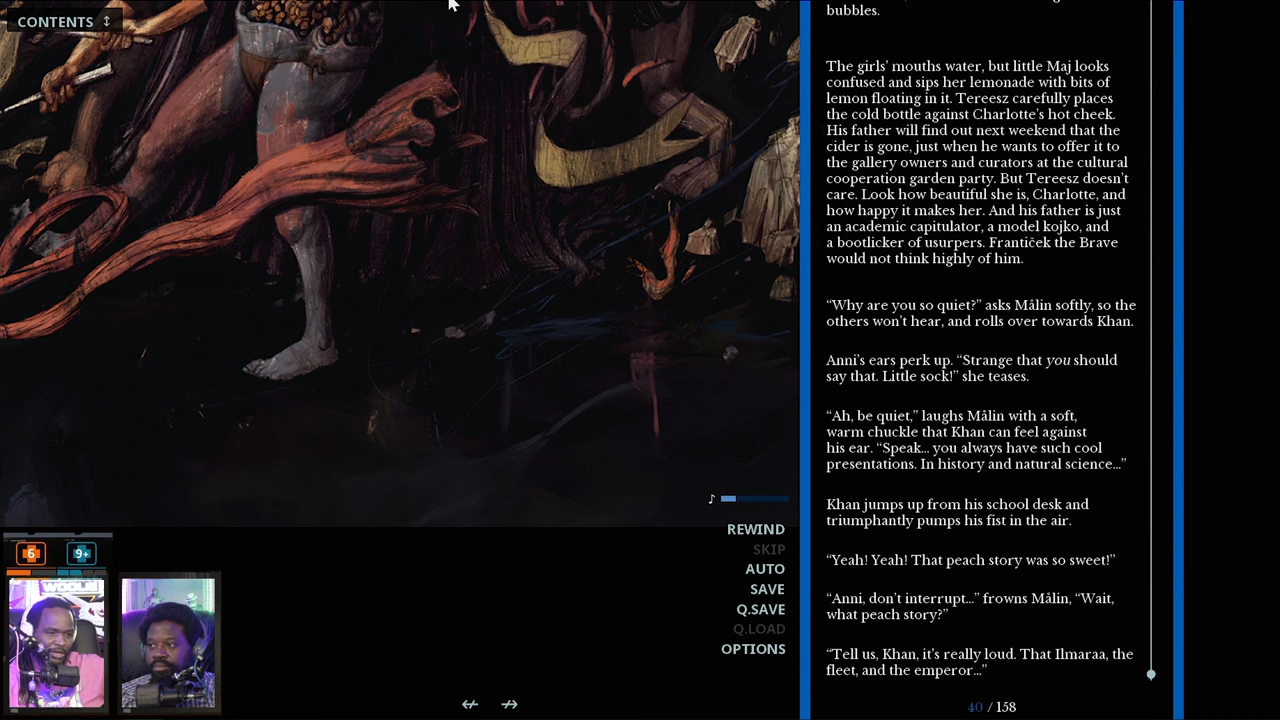 CONTENTS
bubbles.
The girls’ mouths water, but little Maj looks
confused and sips her lemonade with bits of
lemon floating in it. Tereesz carefully places
the cold bottle against Charlotte’s hot cheek.
His father will find out next weekend that the
cider is gone, just when he wants to offer it to
the gallery owners and curators at the cultural
cooperation garden party. But Tereesz doesn’t
care. Look how beautiful she is, Charlotte, and
how happy it makes her. And his father is just
an academic capitulator, a model kojko, and
a bootlicker of usurpers. Frantiček the Brave
would not think highly of him.
“Why are you so quiet?” asks Målin softly, so the
others won’t hear, and rolls over towards Khan.
Anni’s ears perk up. “Strange that you should
say that. Little sock!” she teases.
“Ah, be quiet,” laughs Målin with a soft,
warm chuckle that Khan can feel against
his ear. “Speak... you always have such cool
presentations. In history and natural science...”
Khan jumps up from his school desk and
triumphantly pumps his fist in the air.
“Yeah! Yeah! That peach story was so sweet!”
“Anni, don’t interrupt...” frowns Målin, “Wait,
what peach story?”
“Tell us, Khan, it’s really loud. That Ilmaraa, the
fleet, and the emperor...”
40 / 158
REWIND
SKIP
AUTO
SAVE
Q.SAVE
Q.LOAD
OPTIONS
6
9+